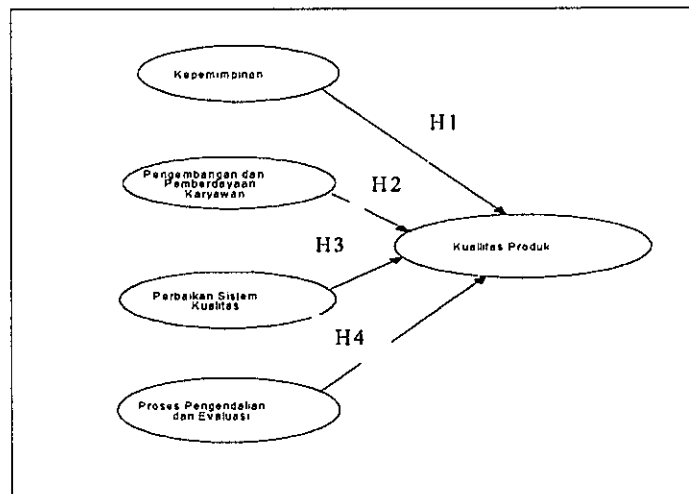 Kepemimpinan
H1
Pengembangan dan
Pemberdayaan
Karyawan
H2
Kualitas Produk
H3
Perbaikan Sistem
Kualitas
H4
Proses Pengendalian
dan Evaluasi